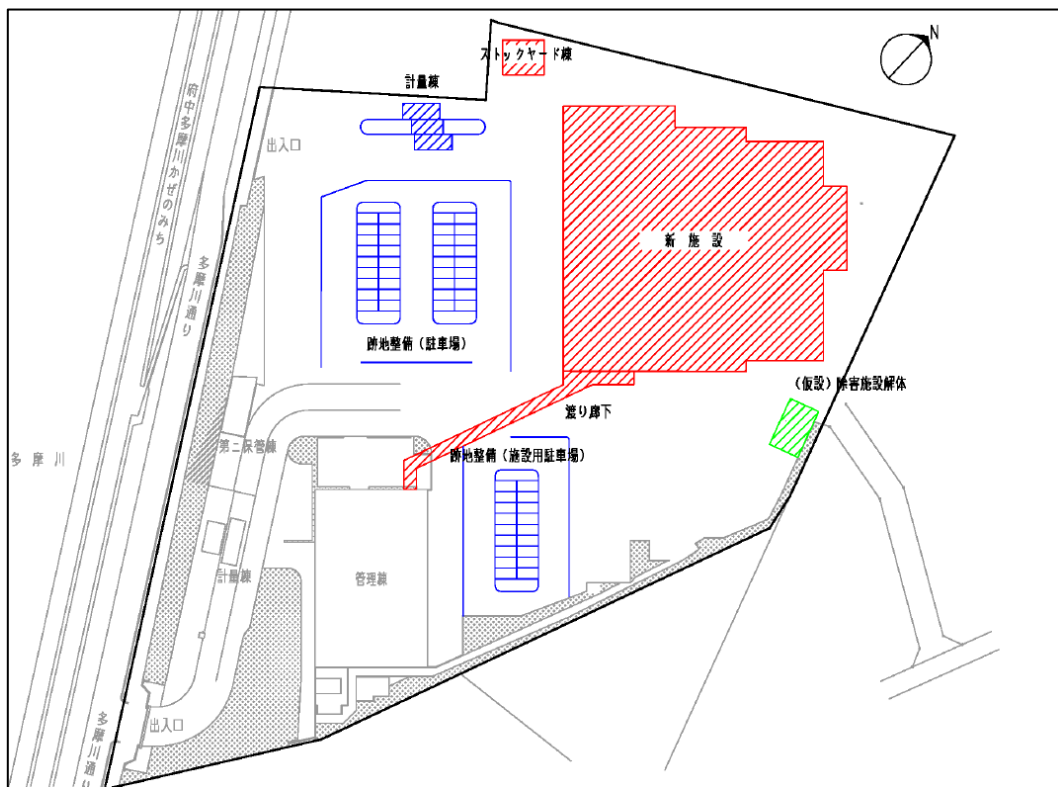 N
ストックヤード棟
計量棟
府中多摩川かぜのみち
出入口
新 施 設
多摩川通り
跡地整備（駐車場）
（仮設）除害施設解体
渡り廊下
第二保管棟
跡地整備（施設用駐車場）
多 摩 川
計量棟
管理棟
出入口
多摩川通り